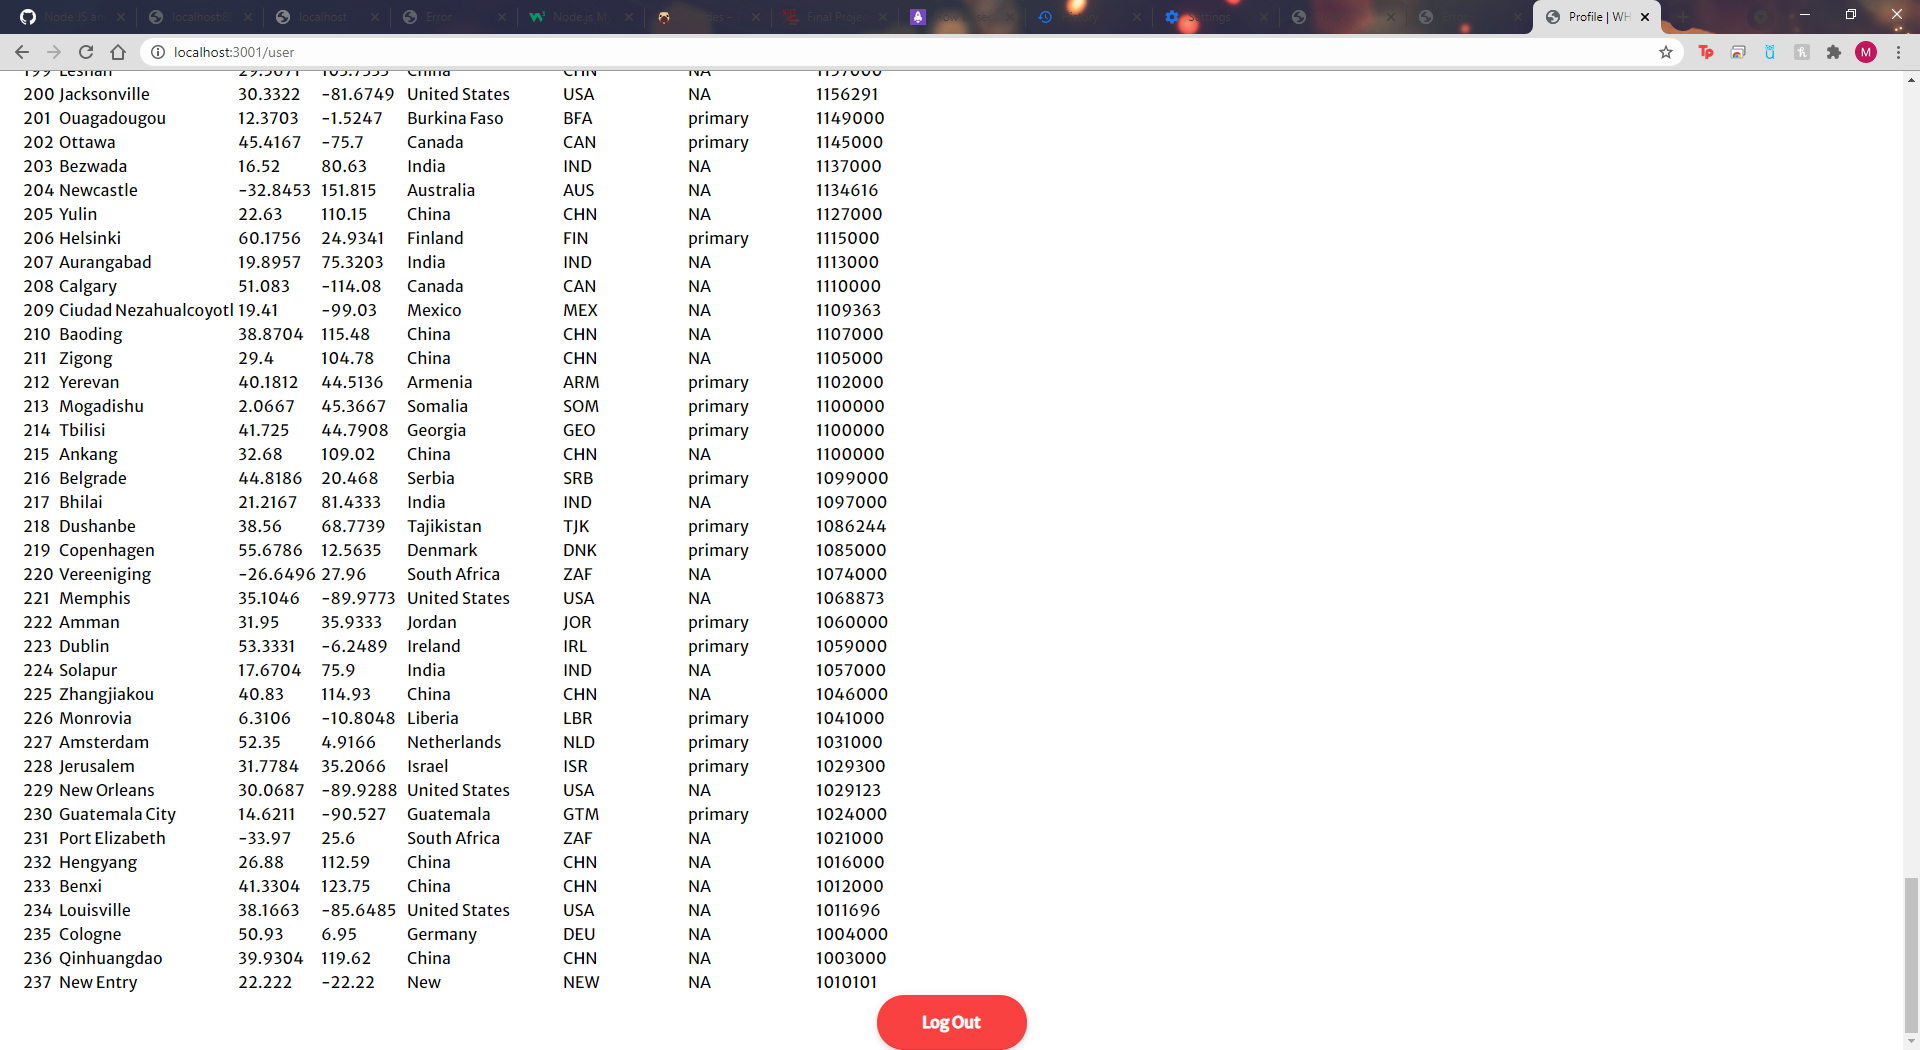 Node.JS an
localhost:8
localhost
Error
Node.js M
Final Proje
Settings
Profile | WH
localhost:3001/user
199 Leshan 29.5671 103.7333 China CHN NA 1157000
200 Jacksonville 30.3322 -81.6749 United States USA NA 1156291
201 Ouagadougou 12.3703 -1.5247 Burkina Faso BFA primary 1149000
202 Ottawa 45.4167 -75.7 Canada CAN primary 1145000
203 Bezwada 16.52 80.63 India IND NA 1137000
204 Newcastle -32.8453 151.815 Australia AUS NA 1134616
205 Yulin 22.63 110.15 China CHN NA 1127000
206 Helsinki 60.1756 24.9341 Finland FIN primary 1115000
207 Aurangabad 19.8957 75.3203 India IND NA 1113000
208 Calgary 51.083 -114.08 Canada CAN NA 1110000
209 Ciudad Nezahualcoyotl 19.41 -99.03 Mexico MEX NA 1109363
210 Baoding 38.8704 115.48 China CHN NA 1107000
211 Zigong 29.4 104.78 China CHN NA 1105000
212 Yerevan 40.1812 44.5136 Armenia ARM primary 1102000
213 Mogadishu 2.0667 45.3667 Somalia SOM primary 1100000
214 Tbilisi 41.725 44.7908 Georgia GEO primary 1100000
215 Ankang 32.68 109.02 China CHN NA 1100000
216 Belgrade 44.8186 20.468 Serbia SRB primary 1099000
217 Bhilai 21.2167 81.4333 India IND NA 1097000
218 Dushanbe 38.56 68.7739 Tajikistan TJK primary 1086244
219 Copenhagen 55.6786 12.5635 Denmark DNK primary 1085000
220 Vereeniging -26.6496 27.96 South Africa ZAF NA 1074000
221 Memphis 35.1046 -89.9773 United States USA NA 1068873
222 Amman 31.95 35.9333 Jordan JOR primary 1060000
223 Dublin 53.3331 -6.2489 Ireland IRL primary 1059000
224 Solapur 17.6704 75.9 India IND NA 1057000
225 Zhangjiakou 40.83 114.93 China CHN NA 1046000
226 Monrovia 6.3106 -10.8048 Liberia LBR primary 1041000
227 Amsterdam 52.35 4.9166 Netherlands NLD primary 1031000
228 Jerusalem 31.7784 35.2066 Israel ISR primary 1029300
229 New Orleans 30.0687 -89.9288 United States USA NA 1029123
230 Guatemala City 14.6211 -90.527 Guatemala GTM primary 1024000
231 Port Elizabeth -33.97 25.6 South Africa ZAF NA 1021000
232 Hengyang 26.88 112.59 China CHN NA 1016000
233 Benxi 41.3304 123.75 China CHN NA 1012000
234 Louisville 38.1663 -85.6485 United States USA NA 1011696
235 Cologne 50.93 6.95 Germany DEU NA 1004000
236 Qinhuangdao 39.9304 119.62 China CHN NA 1003000
237 New Entry 22.222 -22.22 New NEW NA 1010101
Log Out